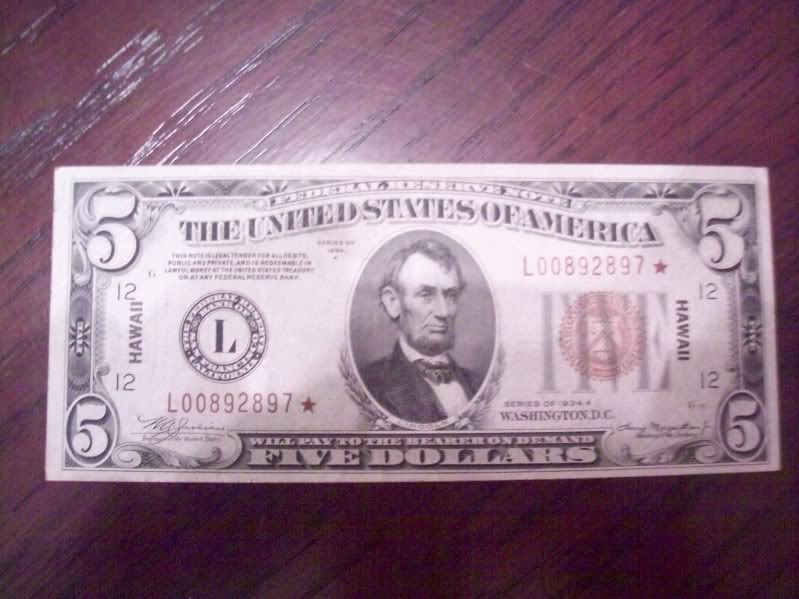 FEDERAL RESERVE NOTE
THE UNITED STATES OF AMERICA
5
5
THIS NOTE IS LEGAL TENDER FOR ALL DEBTS,
PUBLIC AND PRIVATE, AND IS REDEEMABLE IN
LAWFUL MONEY AT THE UNITED STATES TREASURY,
OR AT ANY FEDERAL RESERVE BANK.
SERIES OF
1934
A
L00892897★
G
12
12
HAWAII
HAWAII
L
FIVE
12
12
L00892897★
SERIES OF 1934 A
WASHINGTON, D.C.
G
LINCOLN
5
5
WILL PAY TO THE BEARER ON DEMAND
FIVE DOLLARS